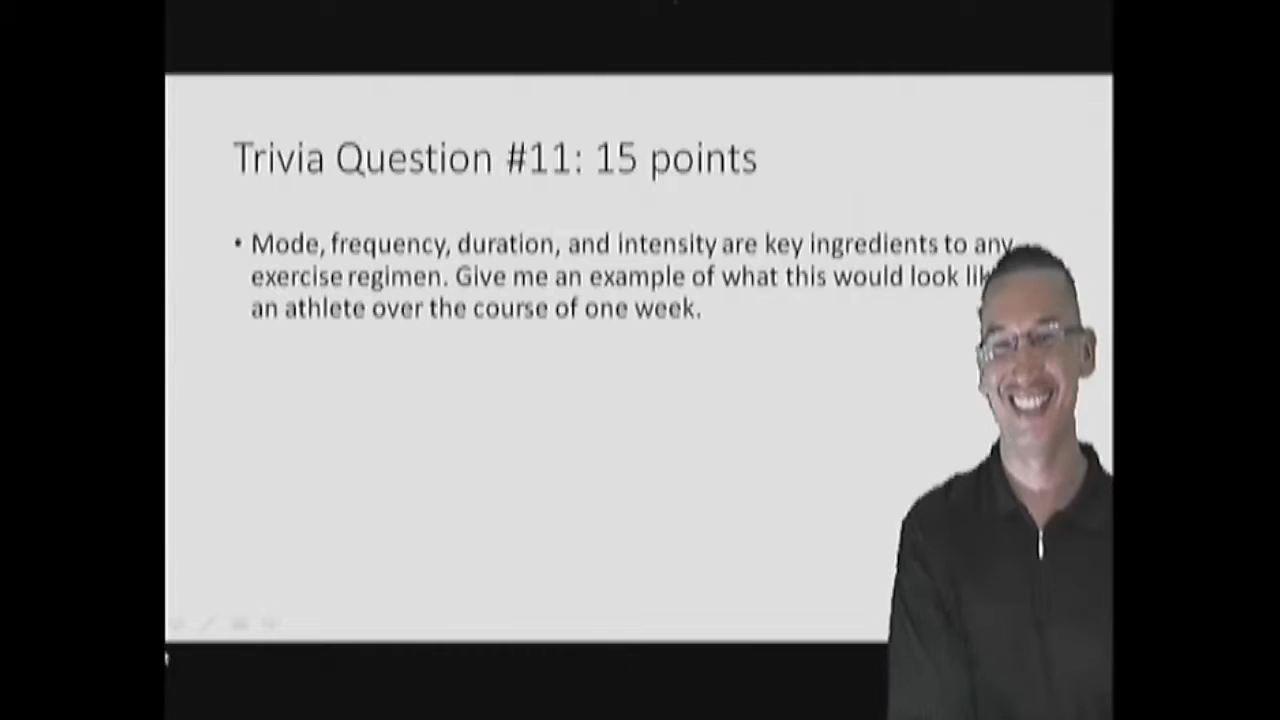 Trivia Question #11: 15 points
• Mode, frequency, duration, and intensity are key ingredients to any
exercise regimen. Give me an example of what this would look
an athlete over the course of one week.